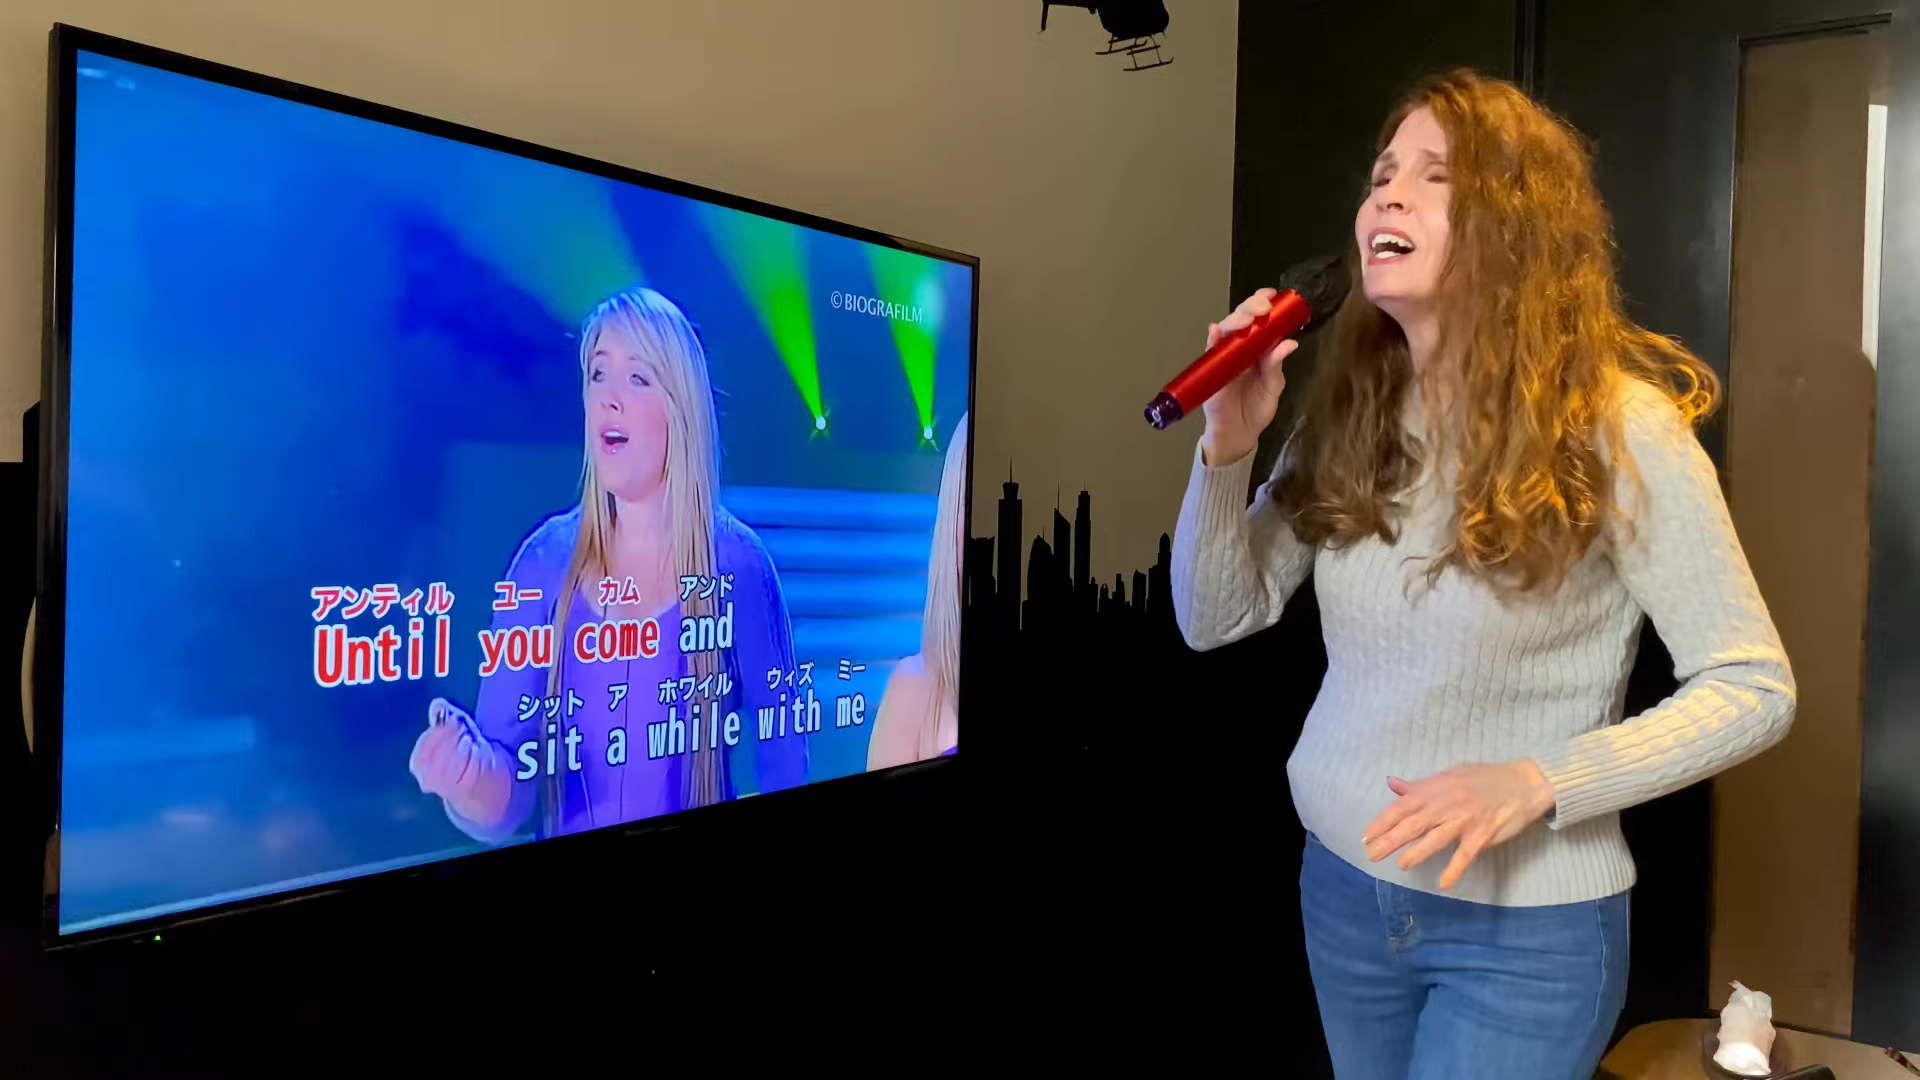 ©BIOGRAFILM
アンティル ユー カム アンド
Until you come and
シット ア ホワイル ウィズ ミー
sit a while with me